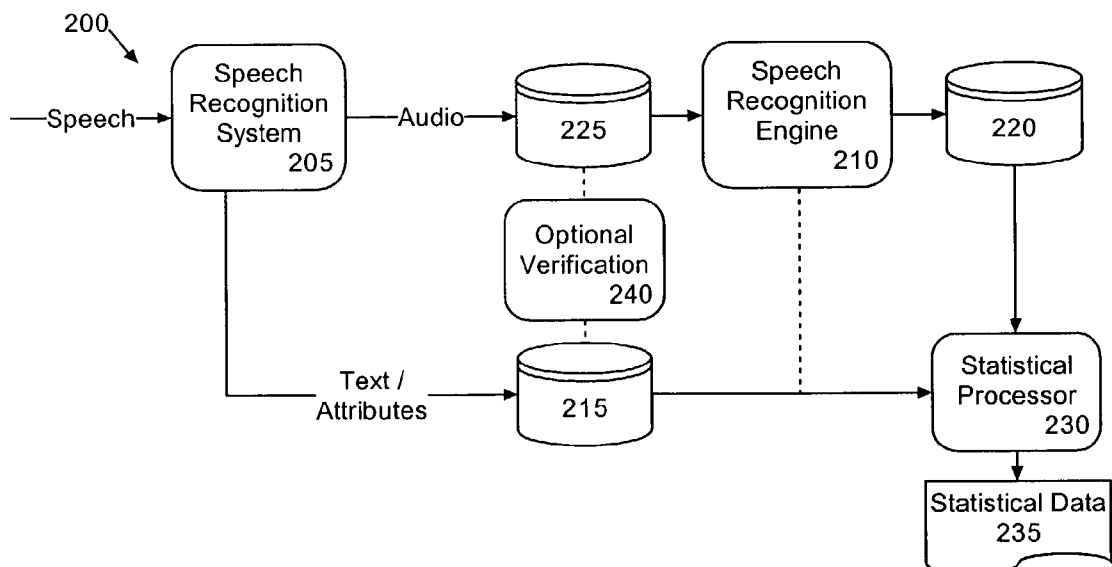 200
Speech
Speech
Recognition
System
205
Audio
225
Speech
Recognition
Engine
210
220
Optional
Verification
240
Text /
Attributes
215
Statistical
Processor
230
Statistical Data
235